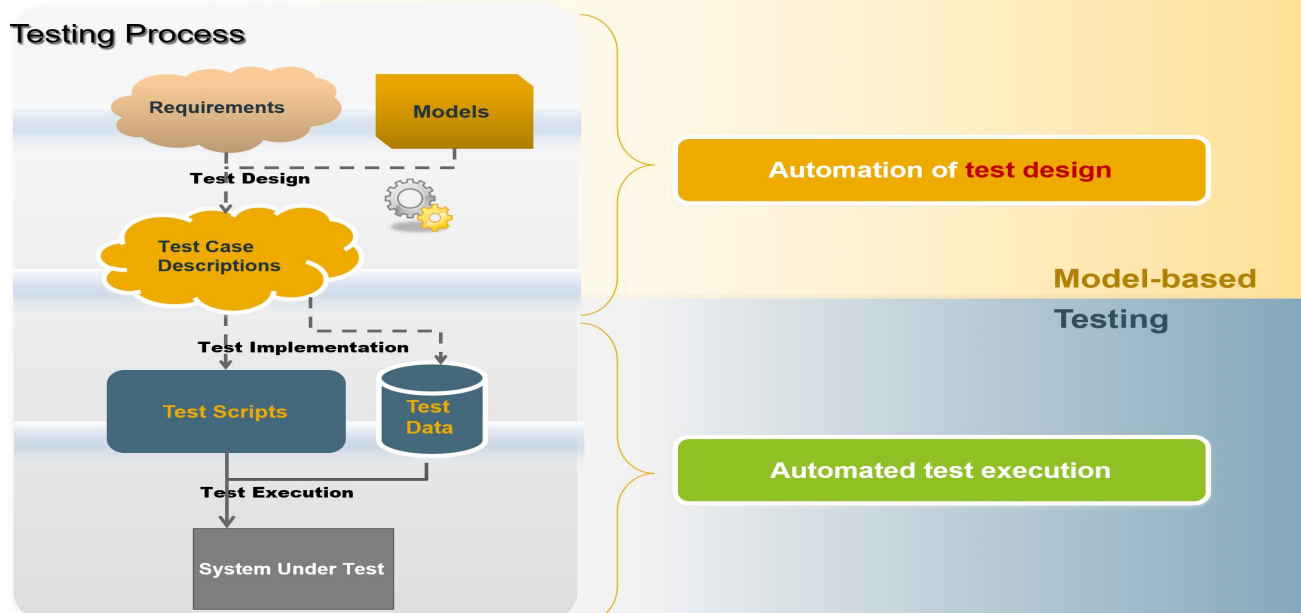 Testing Process
Requirements
Models
Test Design
Test Case
Descriptions
Test Implementation
Test Scripts
Test
Data
Test Execution
System Under Test
Automation of test design
Model-based
Testing
Automated test execution